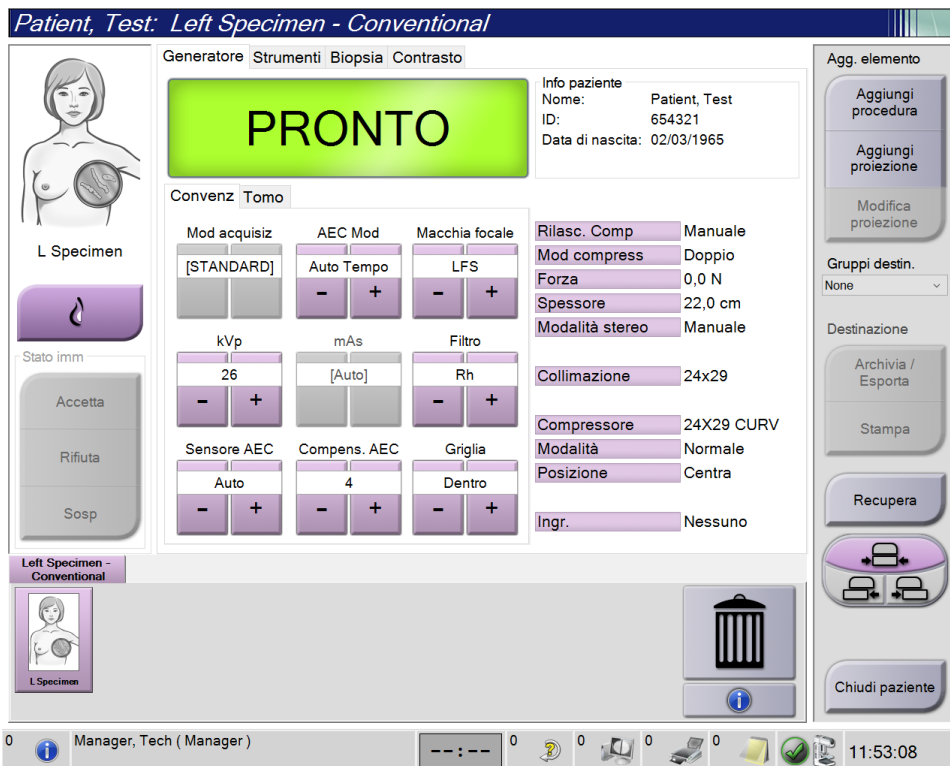 Patient, Test: Left Specimen - Conventional
Generatore Strumenti Biopsia Contrasto
PRONTO
Info paziente
Nome: Patient, Test
ID: 654321
Data di nascita: 02/03/1965
L Specimen
Stato imm
Accetta
Rifiuta
Sosp
Convenz Tomo
Mod acquisiz AEC Mod Macchia focale
[STANDARD] Auto Tempo LFS
- + - +
kVp mAs Filtro
26 [Auto] Rh
- + - +
Sensore AEC Compens. AEC Griglia
Auto 4 Dentro
- + - + - +
Rilasc. Comp Manuale
Mod compress Doppio
Forza 0,0 N
Spessore 22,0 cm
Modalità stereo Manuale
Collimazione 24x29
Compressore 24X29 CURV
Modalità Normale
Posizione Centra
Ingr. Nessuno
Agg. elemento
Aggiungi
procedura
Aggiungi
proiezione
Modifica
proiezione
Gruppi destin.
None
Destinazione
Archivia /
Esporta
Stampa
Recupera
Chiudi paziente
Left Specimen -
Conventional
L Specimen
0 Manager, Tech ( Manager ) --:-- 0 0 0 0 11:53:08